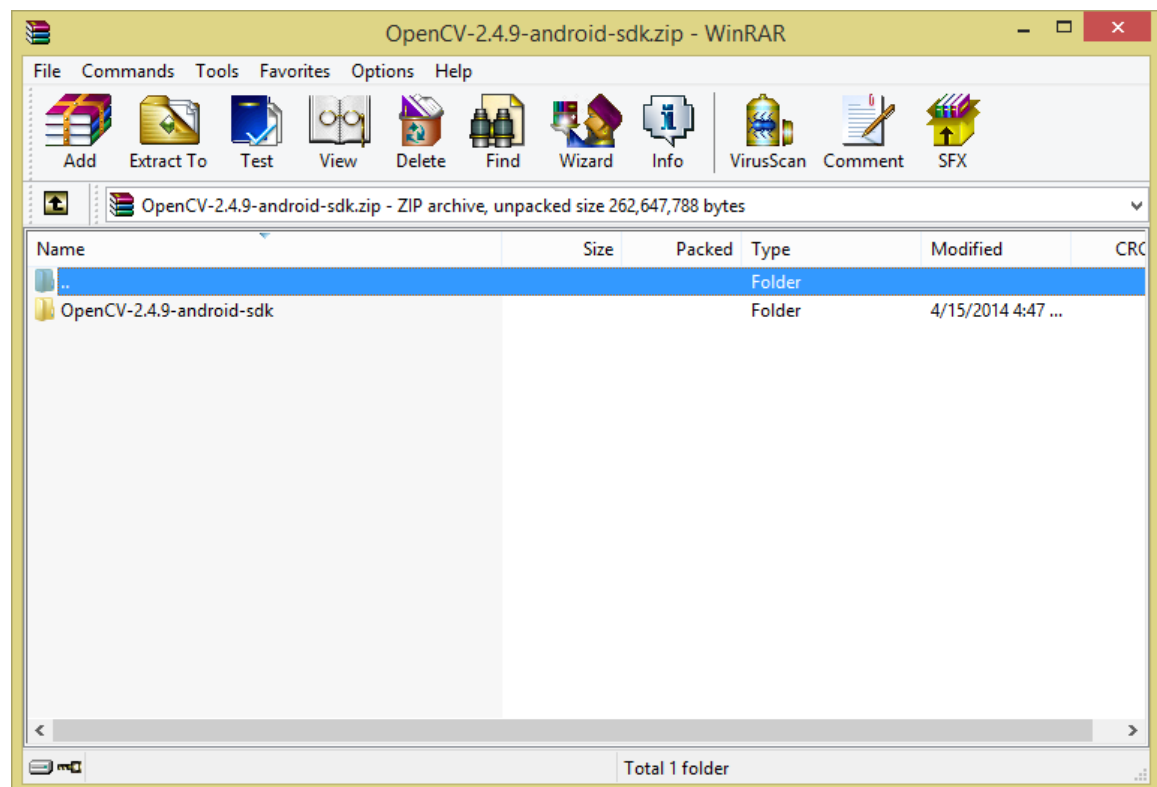 OpenCV-2.4.9-android-sdk.zip - WinRAR
File Commands Tools Favorites Options Help
Add Extract To Test View Delete Find Wizard Info VirusScan Comment SFX
OpenCV-2.4.9-android-sdk.zip - ZIP archive, unpacked size 262,647,788 bytes
Name Size Packed Type Modified CRC
.. Folder
OpenCV-2.4.9-android-sdk Folder 4/15/2014 4:47 ...
Total 1 folder